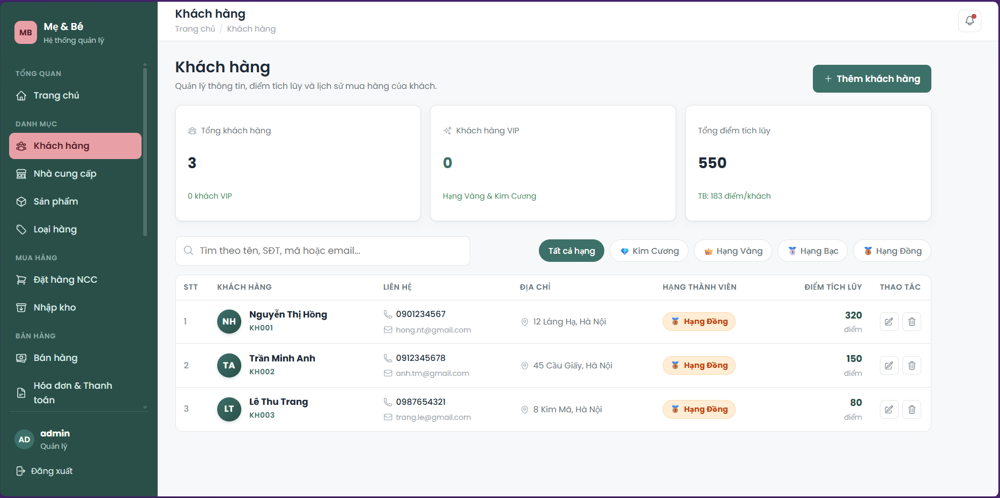 MB
Mẹ & Bé
Hệ thống quản lý
TỔNG QUAN
Trang chủ
DANH MỤC
Khách hàng
Nhà cung cấp
Sản phẩm
Loại hàng
MUA HÀNG
Đặt hàng NCC
Nhập kho
BÁN HÀNG
Bán hàng
Hóa đơn & Thanh
toán
AD
admin
Quản lý
Đăng xuất
Khách hàng
Trang chủ / Khách hàng
Khách hàng
Quản lý thông tin, điểm tích lũy và lịch sử mua hàng của khách.
+ Thêm khách hàng
Tổng khách hàng
3
0 khách VIP
Khách hàng VIP
0
Hạng Vàng & Kim Cương
Tổng điểm tích lũy
550
TB: 183 điểm/khách
Tìm theo tên, SĐT, mã hoặc email...
Tất cả hạng
Kim Cương
Hạng Vàng
Hạng Bạc
Hạng Đồng
STT KHÁCH HÀNG LIÊN HỆ ĐỊA CHỈ HẠNG THÀNH VIÊN ĐIỂM TÍCH LŨY THAO TÁC
1 NH Nguyễn Thị Hồng 0901234567 12 Láng Hạ, Hà Nội Hạng Đồng 320
KH001 hong.nt@gmail.com điểm
2 TA Trần Minh Anh 0912345678 45 Cầu Giấy, Hà Nội Hạng Đồng 150
KH002 anh.tm@gmail.com điểm
3 LT Lê Thu Trang 0987654321 8 Kim Mã, Hà Nội Hạng Đồng 80
KH003 trang.le@gmail.com điểm